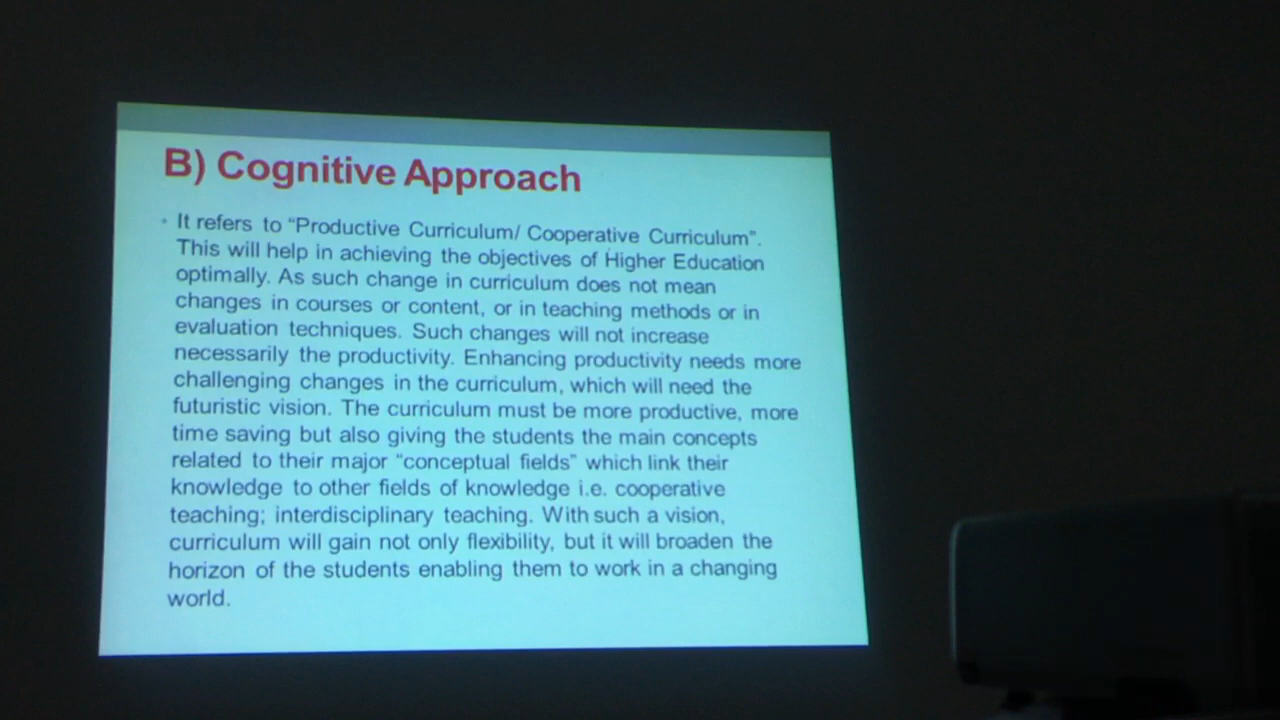 B) Cognitive Approach
• It refers to “Productive Curriculum/ Cooperative Curriculum”.
This will help in achieving the objectives of Higher Education
optimally. As such change in curriculum does not mean
changes in courses or content, or in teaching methods or in
evaluation techniques. Such changes will not increase
necessarily the productivity. Enhancing productivity needs more
challenging changes in the curriculum, which will need the
futuristic vision. The curriculum must be more productive, more
time saving but also giving the students the main concepts
related to their major “conceptual fields” which link their
knowledge to other fields of knowledge i.e. cooperative
teaching; interdisciplinary teaching. With such a vision,
curriculum will gain not only flexibility, but it will broaden the
horizon of the students enabling them to work in a changing
world.